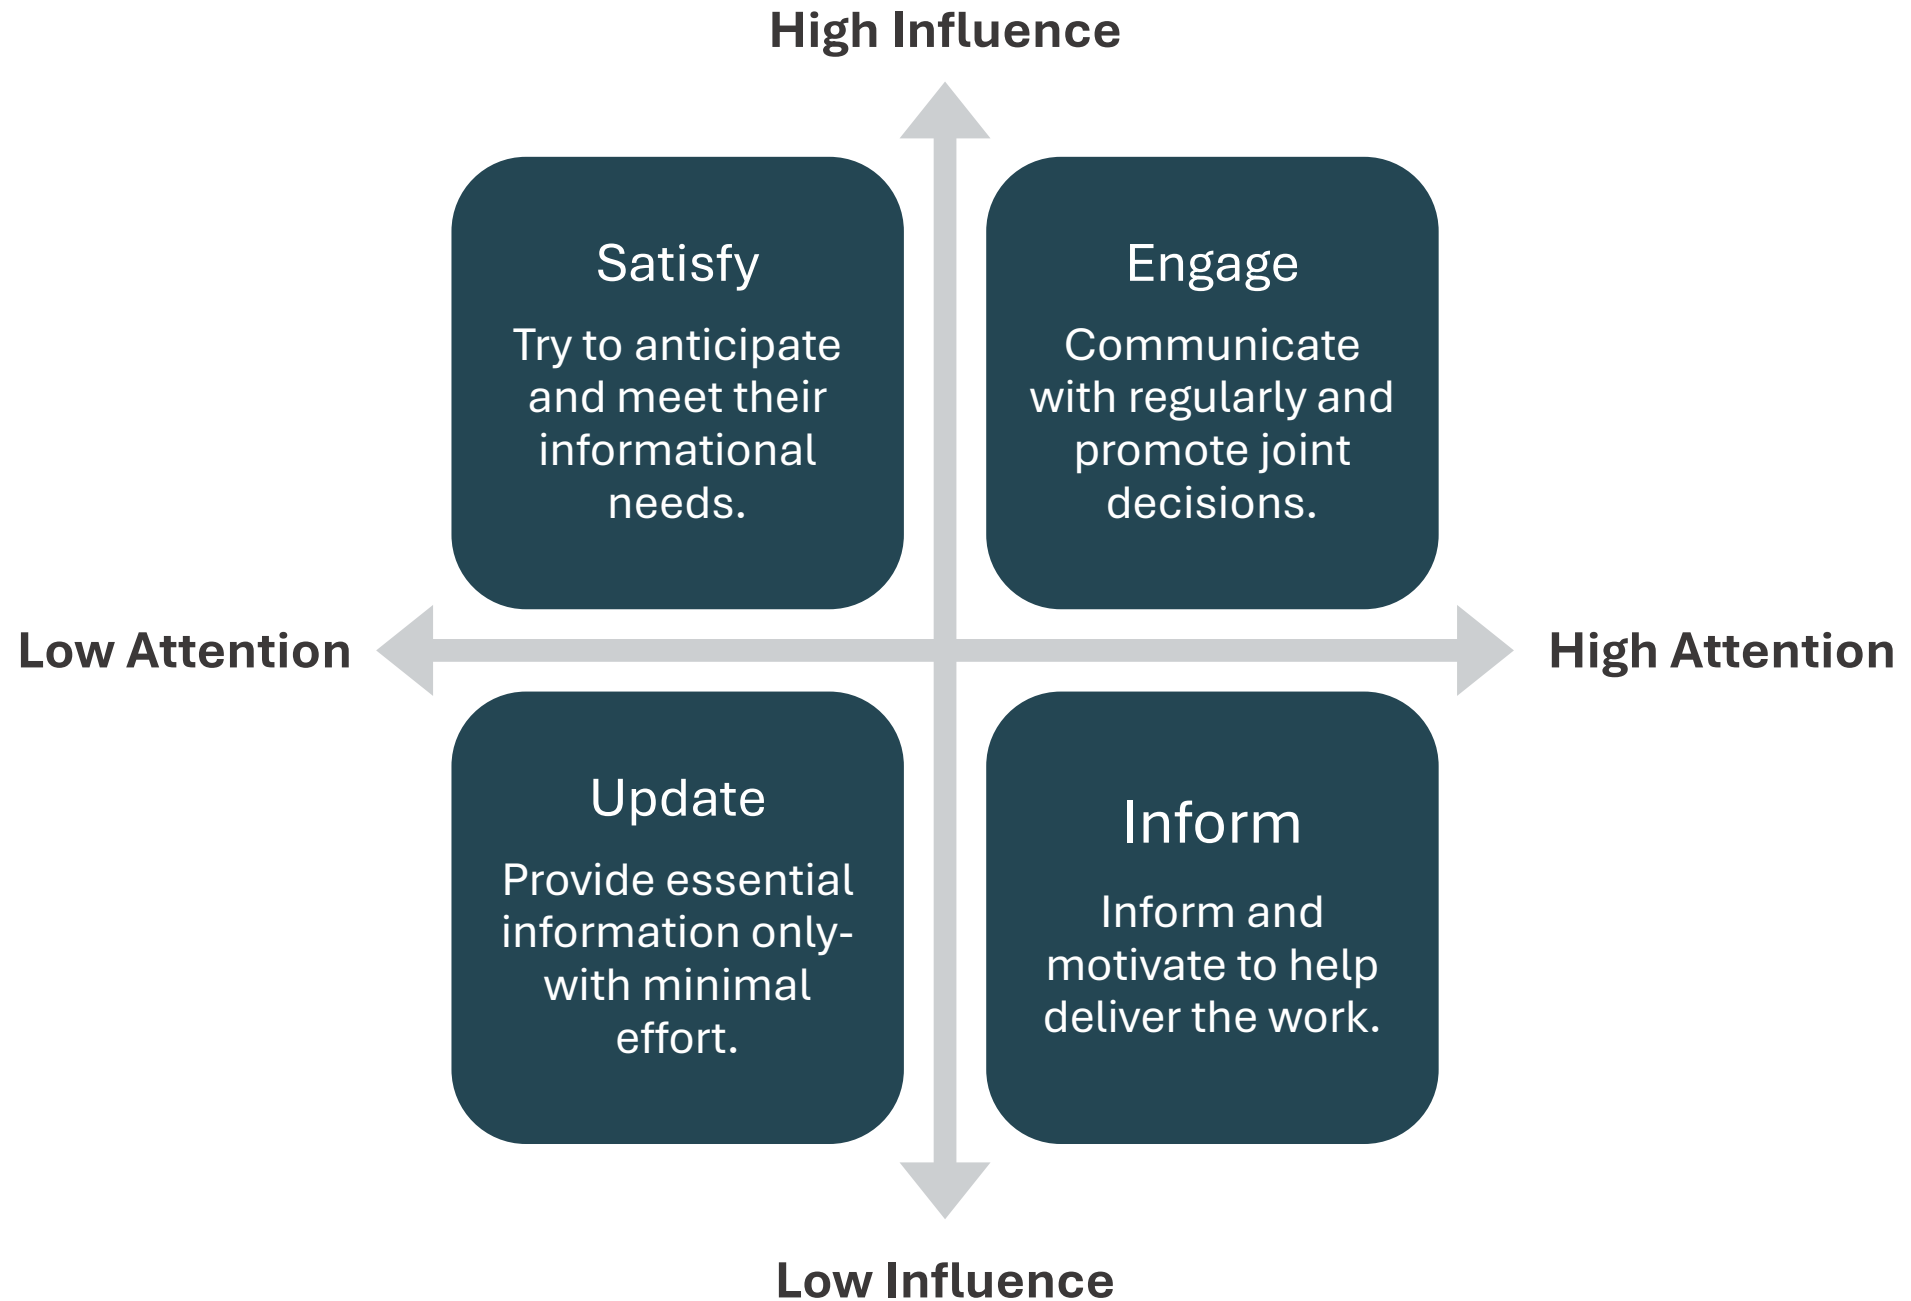 High Influence
Satisfy
Try to anticipate
and meet their
informational
needs.
Engage
Communicate
with regularly and
promote joint
decisions.
Low Attention
High Attention
Update
Provide essential
information only-
with minimal
effort.
Inform
Inform and
motivate to help
deliver the work.
Low Influence